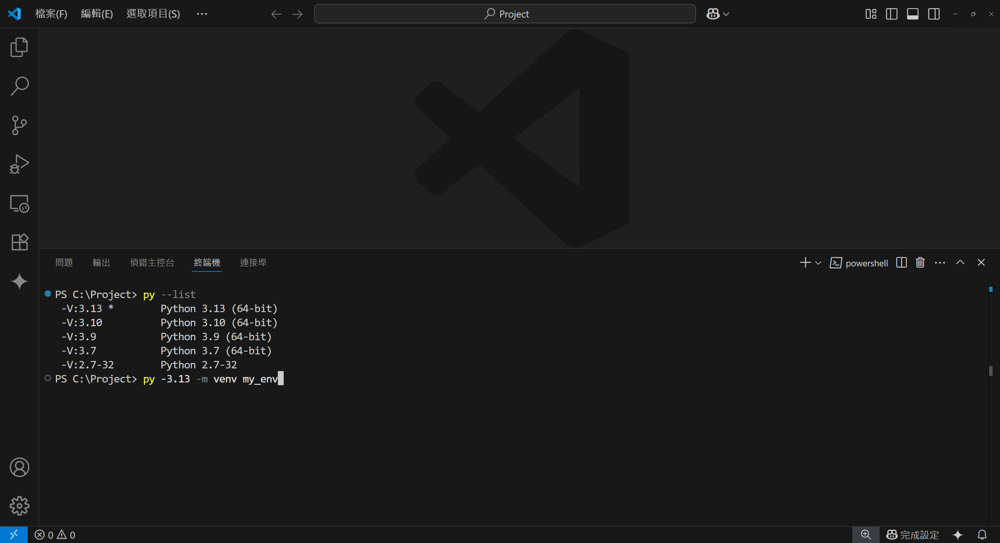 檔案(F) 編輯(E) 選取項目(S) ··· Project
問題 輸出 偵錯主控台 終端機 連接埠 powershell
PS C:\Project> py --list
-V:3.13 * Python 3.13 (64-bit)
-V:3.10 Python 3.10 (64-bit)
-V:3.9 Python 3.9 (64-bit)
-V:3.7 Python 3.7 (64-bit)
-V:2.7-32 Python 2.7-32
PS C:\Project> py -3.13 -m venv my_env
0 0 完成設定